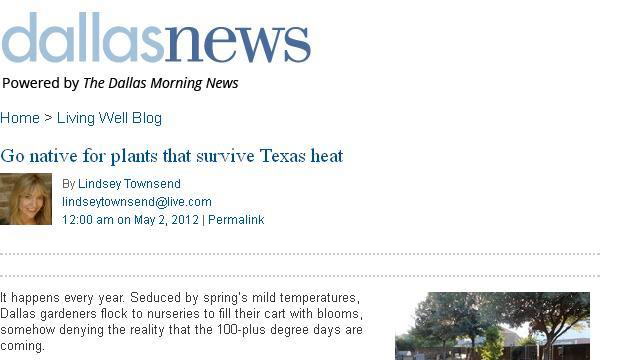 dallasnews
Powered by The Dallas Morning News
Home > Living Well Blog
Go native for plants that survive Texas heat
By Lindsey Townsend
lindseytownsend@live.com
12:00 am on May 2, 2012 | Permalink
It happens every year. Seduced by spring's mild temperatures,
Dallas gardeners flock to nurseries to fill their cart with blooms,
somehow denying the reality that the 100-plus degree days are
coming.